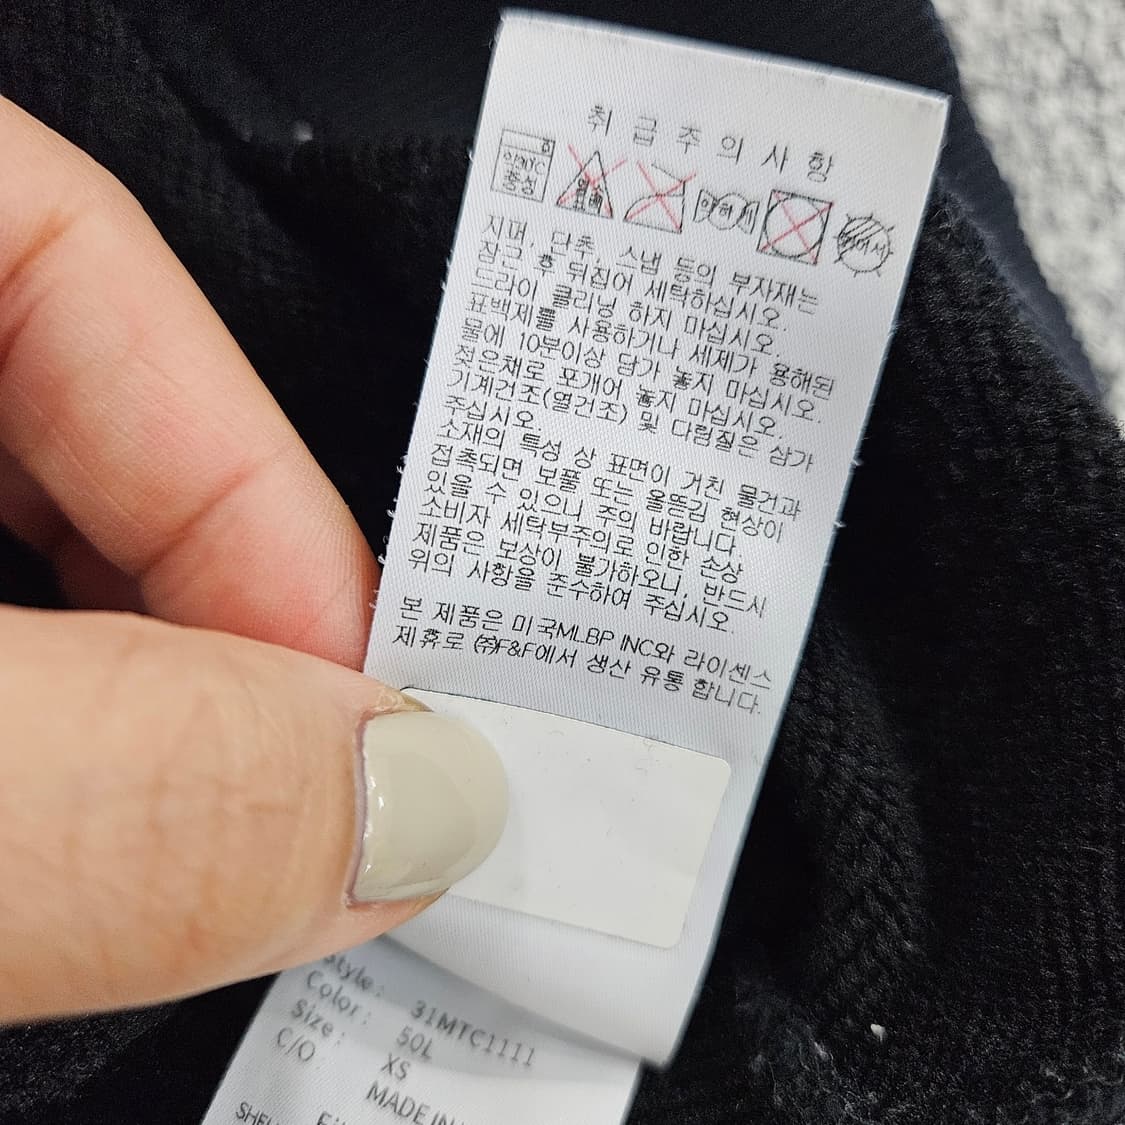 취급주의사항
중성
염소
표백
약하게
뉘어서
지퍼, 단추, 스냅 등의 부자재는
잠근 후 뒤집어 세탁하십시오.
드라이 클리닝 하지 마십시오.
표백제를 사용하거나 세제가 용해된
물에 10분이상 담가 놓지 마십시오.
젖은채로 포개어 놓지 마십시오.
기계건조(열건조) 및 다림질은 삼가
주십시오.
소재의 특성 상 표면이 거친 물건과
접촉되면 보풀 또는 올뜯김 현상이
있을 수 있으니 주의 바랍니다.
소비자 세탁부주의로 인한 손상
제품은 보상이 불가하오니, 반드시
위의 사항을 준수하여 주십시오.
본 제품은 미국MLBP INC와 라이센스
제휴로 ㈜F&F에서 생산 유통 합니다.
Style: 31MTC1111
Color: 50L
Size: XS
C/O MADE IN